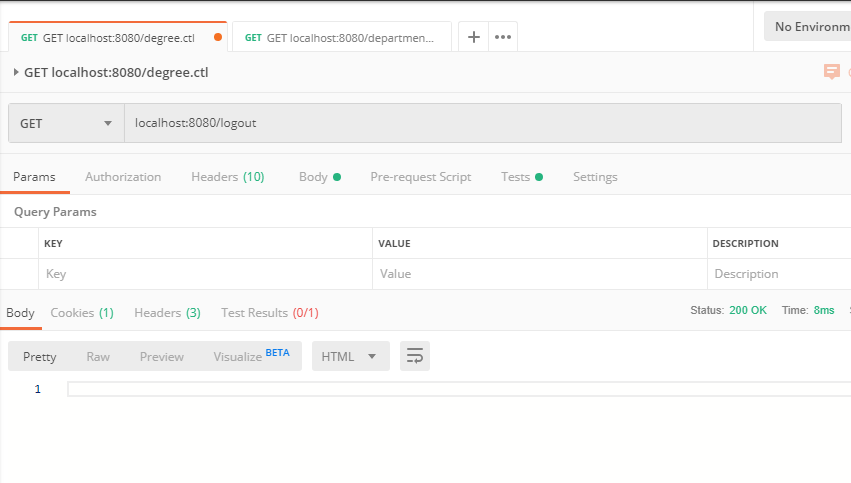 GET GET localhost:8080/degree.ctl GET GET localhost:8080/departmen... + ••• No Environm
GET localhost:8080/degree.ctl
GET localhost:8080/logout
Params Authorization Headers (10) Body Pre-request Script Tests Settings
Query Params
KEY VALUE DESCRIPTION
Key Value Description
Body Cookies (1) Headers (3) Test Results (0/1) Status: 200 OK Time: 8ms
Pretty Raw Preview Visualize BETA HTML
1